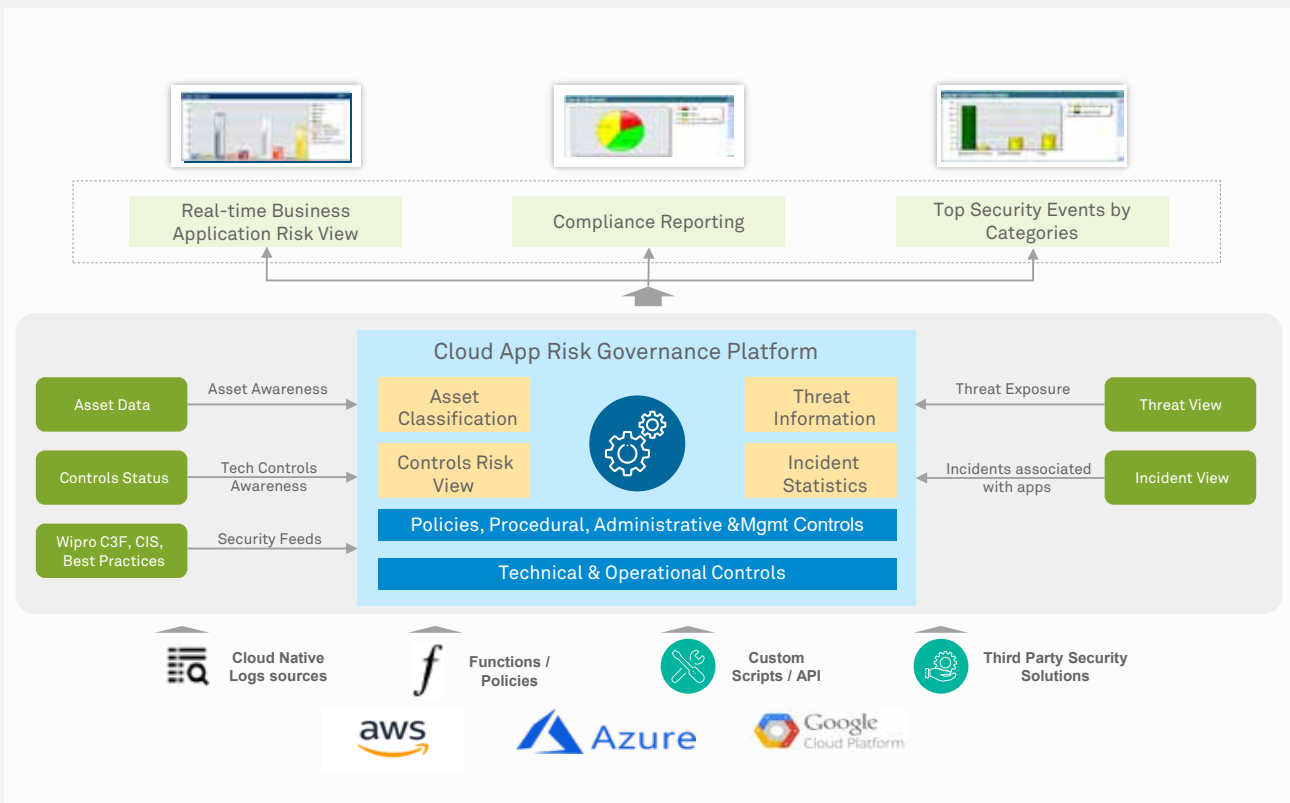 Real-time Business
Application Risk View
Compliance Reporting
Top Security Events by
Categories
Cloud App Risk Governance Platform
Asset Data
Asset Awareness
Asset
Classification
Threat
Information
Threat Exposure
Threat View
Controls Status
Tech Controls
Awareness
Controls Risk
View
Incident
Statistics
Incidents associated
with apps
Incident View
Wipro C3F, CIS,
Best Practices
Security Feeds
Policies, Procedural, Administrative &Mgmt Controls
Technical & Operational Controls
Cloud Native
Logs sources
f
Functions /
Policies
Custom
Scripts / API
Third Party Security
Solutions
aws
Azure
Google
Cloud Platform